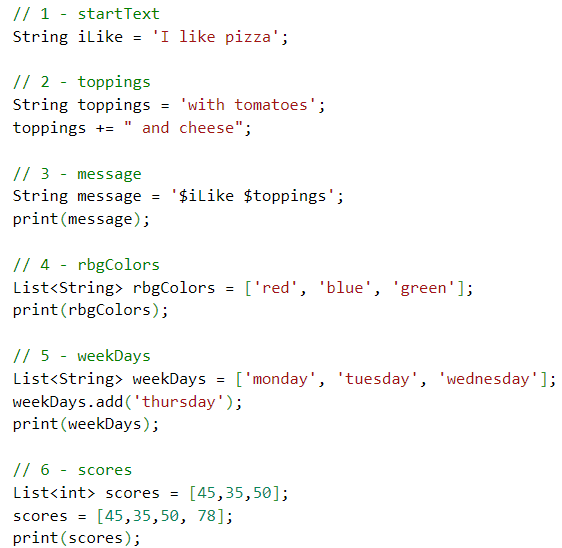 // 1 - startText
String iLike = 'I like pizza';
// 2 - toppings
String toppings = 'with tomatoes';
toppings += " and cheese";
// 3 - message
String message = '$iLike $toppings';
print(message);
// 4 - rbgColors
List<String> rbgColors = ['red', 'blue', 'green'];
print(rbgColors);
// 5 - weekDays
List<String> weekDays = ['monday', 'tuesday', 'wednesday'];
weekDays.add('thursday');
print(weekDays);
// 6 - scores
List<int> scores = [45,35,50];
scores = [45,35,50, 78];
print(scores);